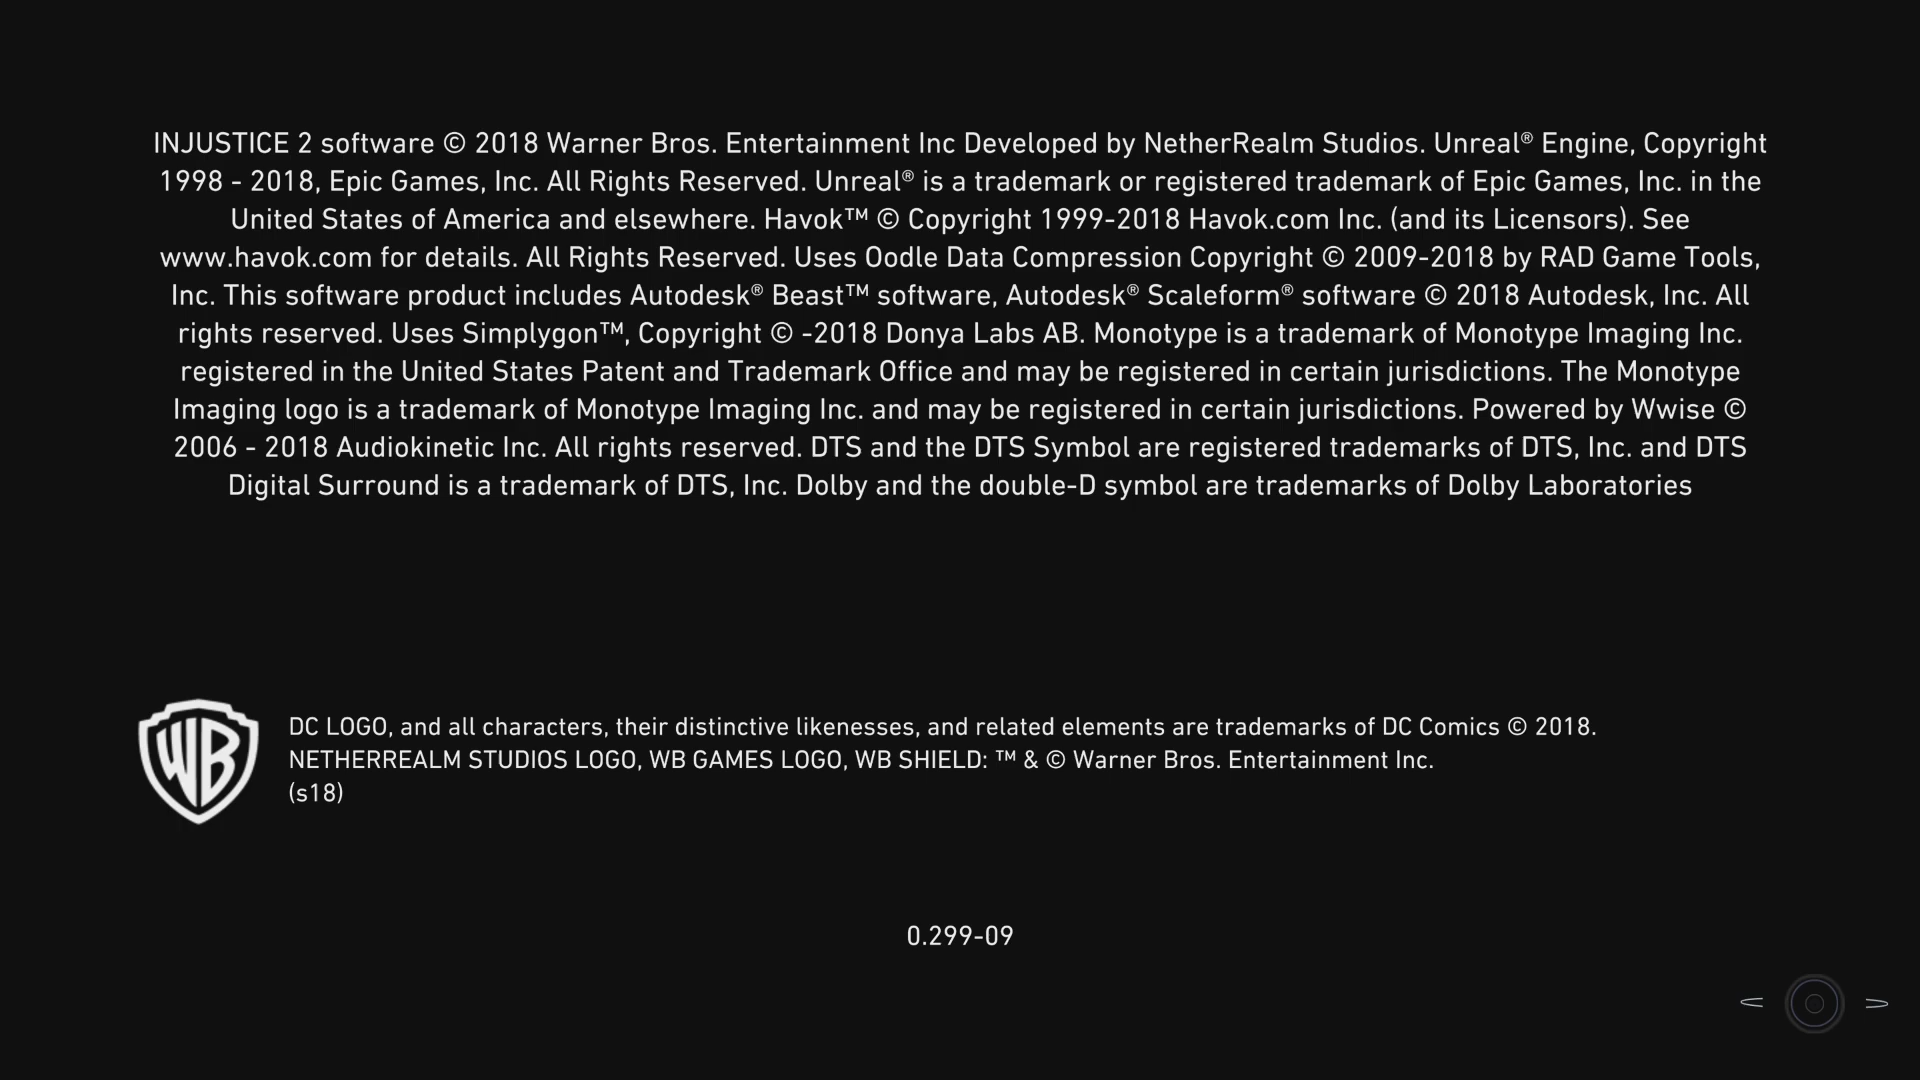 INJUSTICE 2 software © 2018 Warner Bros. Entertainment Inc Developed by NetherRealm Studios. Unreal® Engine, Copyright
1998 - 2018, Epic Games, Inc. All Rights Reserved. Unreal® is a trademark or registered trademark of Epic Games, Inc. in the
United States of America and elsewhere. Havok™ © Copyright 1999-2018 Havok.com Inc. (and its Licensors). See
www.havok.com for details. All Rights Reserved. Uses Oodle Data Compression Copyright © 2009-2018 by RAD Game Tools,
Inc. This software product includes Autodesk® Beast™ software, Autodesk® Scaleform® software © 2018 Autodesk, Inc. All
rights reserved. Uses Simplygon™, Copyright © -2018 Donya Labs AB. Monotype is a trademark of Monotype Imaging Inc.
registered in the United States Patent and Trademark Office and may be registered in certain jurisdictions. The Monotype
Imaging logo is a trademark of Monotype Imaging Inc. and may be registered in certain jurisdictions. Powered by Wwise ©
2006 - 2018 Audiokinetic Inc. All rights reserved. DTS and the DTS Symbol are registered trademarks of DTS, Inc. and DTS
Digital Surround is a trademark of DTS, Inc. Dolby and the double-D symbol are trademarks of Dolby Laboratories
WB
DC LOGO, and all characters, their distinctive likenesses, and related elements are trademarks of DC Comics © 2018.
NETHERREALM STUDIOS LOGO, WB GAMES LOGO, WB SHIELD: ™ & © Warner Bros. Entertainment Inc.
(s18)
0.299-09